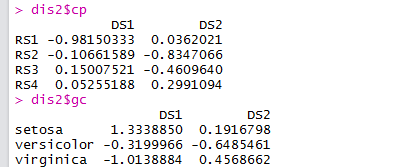 > dis2$cp
DS1 DS2
RS1 -0.98150333 0.0362021
RS2 -0.10661589 -0.8347066
RS3 0.15007521 -0.4609640
RS4 0.05255188 0.2991094
> dis2$gc
DS1 DS2
setosa 1.3338850 0.1916798
versicolor -0.3199966 -0.6485461
virginica -1.0138884 0.4568662